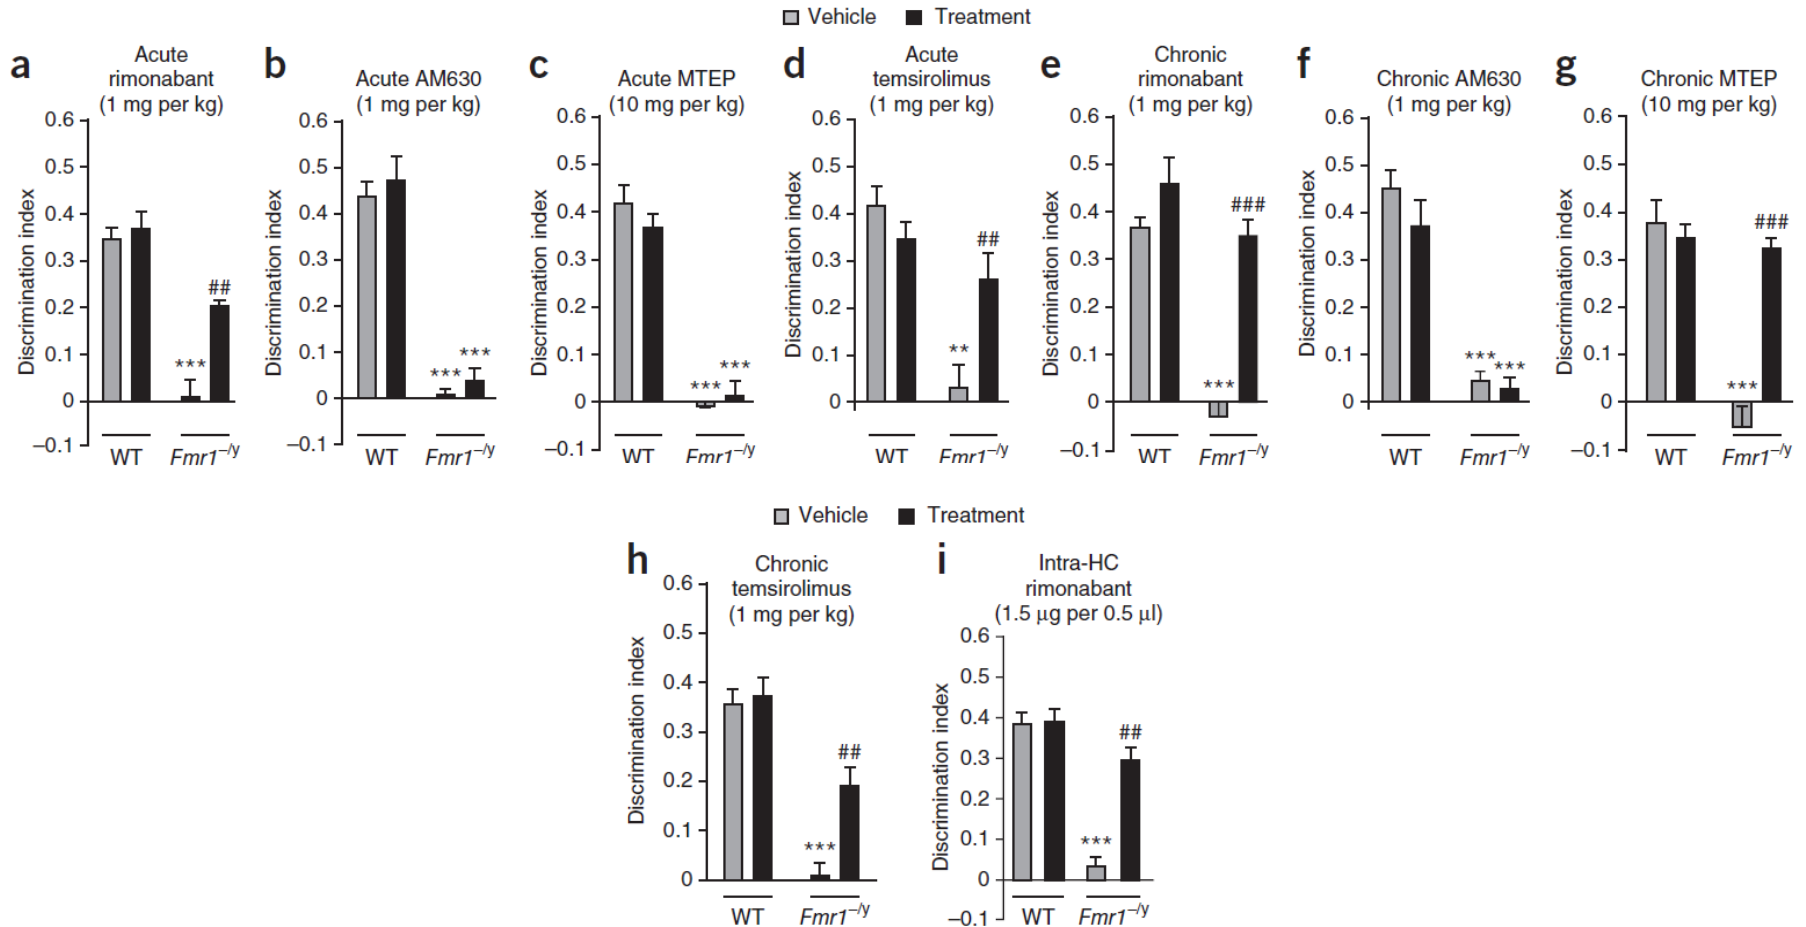 Vehicle Treatment
a
Acute
rimonabant
(1 mg per kg)
Discrimination index
0.6
0.5
0.4
0.3
0.2
0.1
0
–0.1
***
##
WT
Fmr1–/y
b
Acute AM630
(1 mg per kg)
Discrimination index
0.6
0.5
0.4
0.3
0.2
0.1
0
–0.1
***
***
WT
Fmr1–/y
c
Acute MTEP
(10 mg per kg)
Discrimination index
0.6
0.5
0.4
0.3
0.2
0.1
0
–0.1
***
***
WT
Fmr1–/y
d
Acute
temsirolimus
(1 mg per kg)
Discrimination index
0.6
0.5
0.4
0.3
0.2
0.1
0
**
##
WT
Fmr1–/y
e
Chronic
rimonabant
(1 mg per kg)
Discrimination index
0.6
0.5
0.4
0.3
0.2
0.1
0
–0.1
***
###
WT
Fmr1–/y
f
Chronic AM630
(1 mg per kg)
Discrimination index
0.6
0.5
0.4
0.3
0.2
0.1
0
***
***
WT
Fmr1–/y
g
Chronic MTEP
(10 mg per kg)
Discrimination index
0.6
0.5
0.4
0.3
0.2
0.1
0
–0.1
***
###
WT
Fmr1–/y
Vehicle Treatment
h
Chronic
temsirolimus
(1 mg per kg)
Discrimination index
0.6
0.5
0.4
0.3
0.2
0.1
0
***
##
WT
Fmr1–/y
i
Intra-HC
rimonabant
(1.5 µg per 0.5 µl)
Discrimination index
0.6
0.5
0.4
0.3
0.2
0.1
0
–0.1
***
##
WT
Fmr1–/y